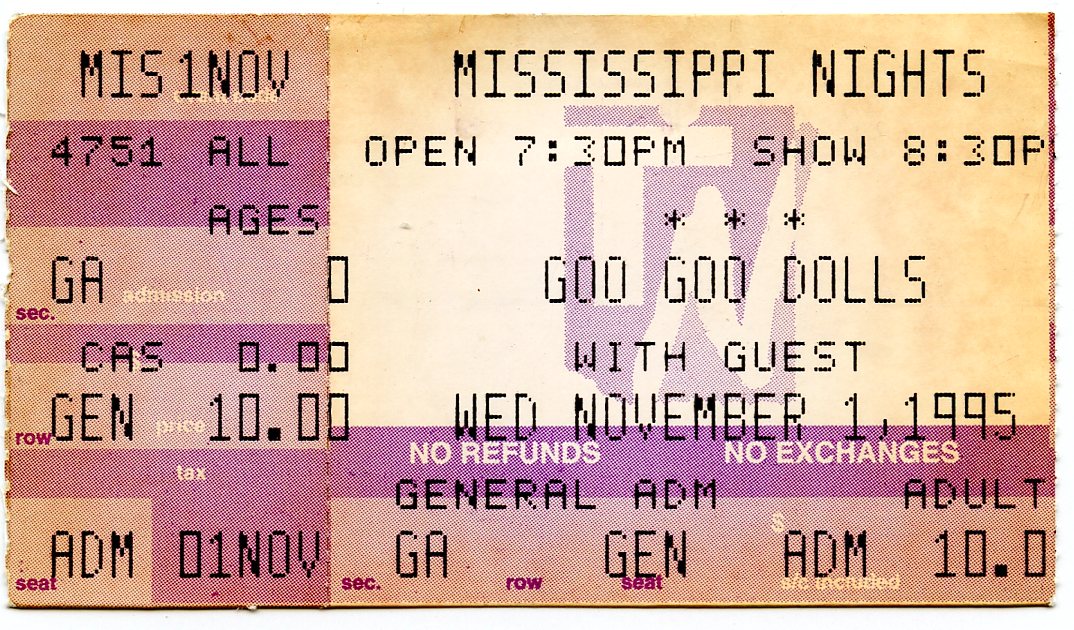 MIS1NOV
4751 ALL
AGES
GA admission 0
sec.
CAS $ 0.00
GEN price 10.00
row
tax
ADM 01NOV
seat
MISSISSIPPI NIGHTS
OPEN 7:30PM SHOW 8:30P
* * *
GOO GOO DOLLS
WITH GUEST
WED NOVEMBER 1,1995
NO REFUNDS NO EXCHANGES
GENERAL ADM ADULT
$
GA GEN ADM 10.0
sec. row seat s/c included